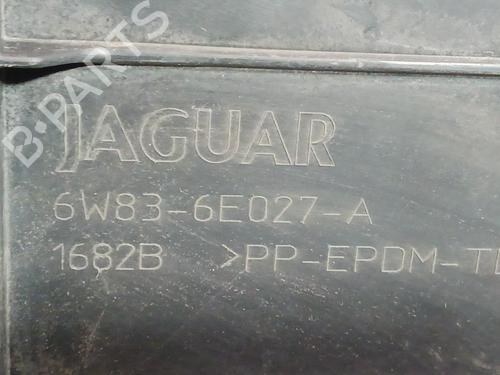 B-PARTS
JAGUAR
6W83-6E027-A
1682B >PP-EPDM-T